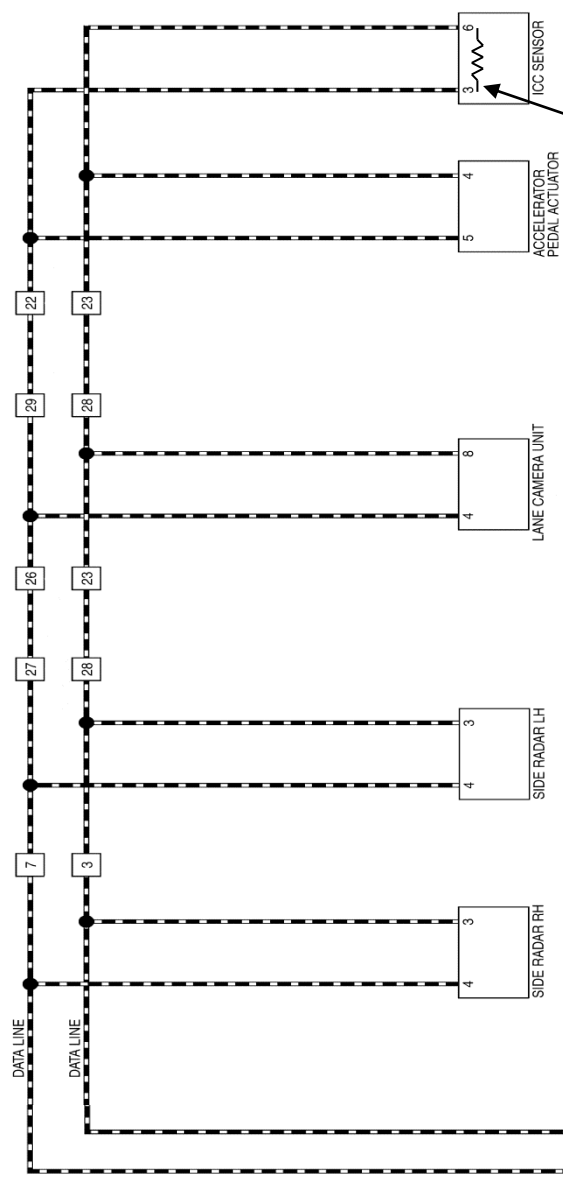 DATA LINE
7
27
26
29
22
DATA LINE
3
28
23
28
23
4 3
SIDE RADAR RH
4 3
SIDE RADAR LH
4 8
LANE CAMERA UNIT
5 4
ACCELERATOR
PEDAL ACTUATOR
3 6
ICC SENSOR